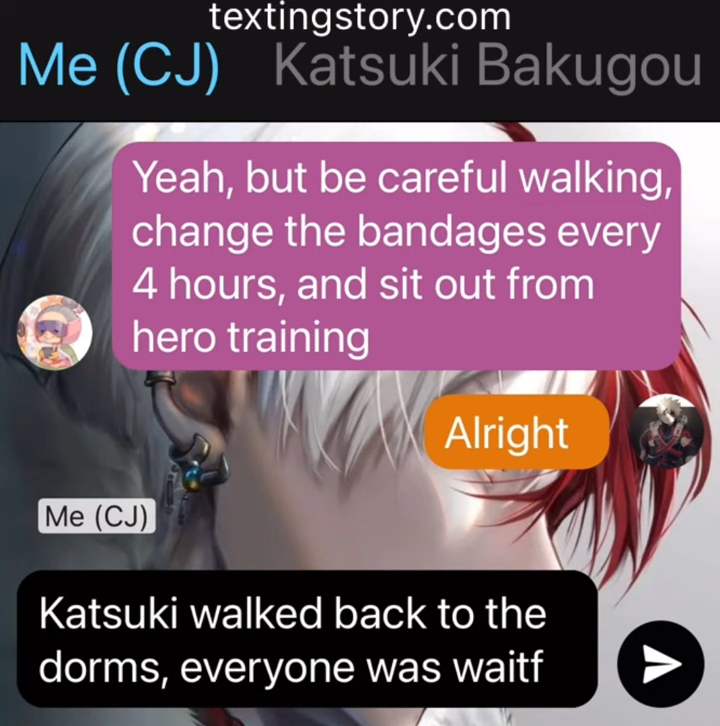 textingstory.com
Me (CJ) Katsuki Bakugou
Yeah, but be careful walking,
change the bandages every
4 hours, and sit out from
hero training
Alright
Me (CJ)
Katsuki walked back to the
dorms, everyone was waitf